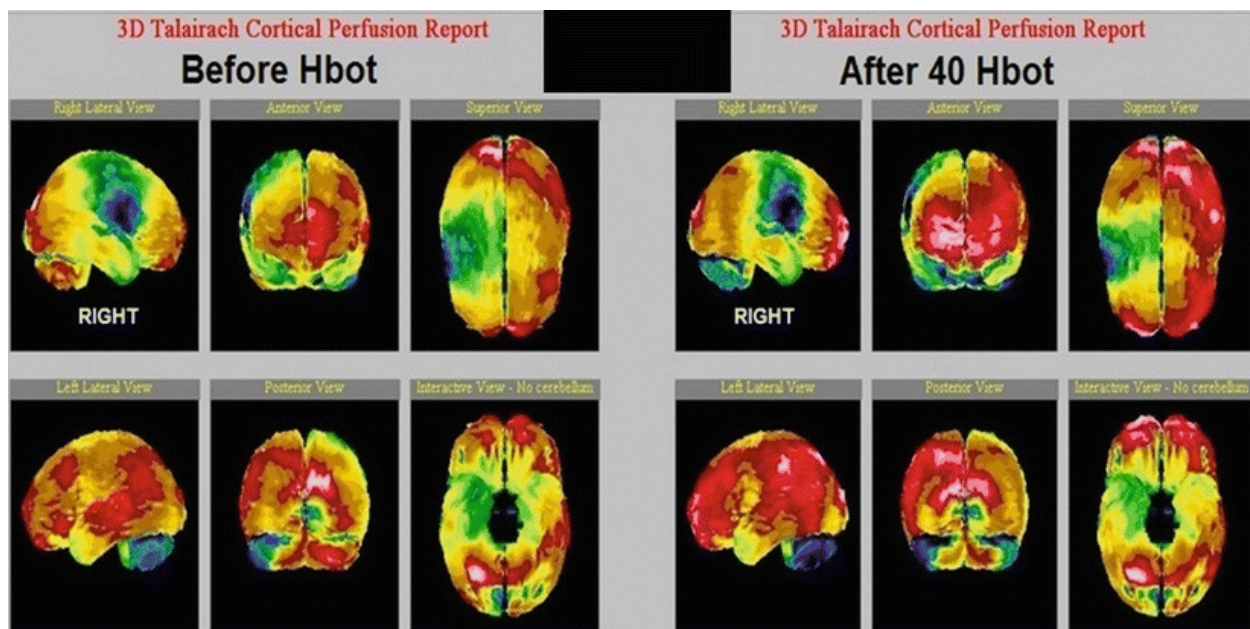 3D Talairach Cortical Perfusion Report
Before Hbot
Right Lateral View
Anterior View
Superior View
RIGHT
Left Lateral View
Posterior View
Interactive View - No cerebellum
3D Talairach Cortical Perfusion Report
After 40 Hbot
Right Lateral View
Anterior View
Superior View
RIGHT
Left Lateral View
Posterior View
Interactive View - No cerebellum